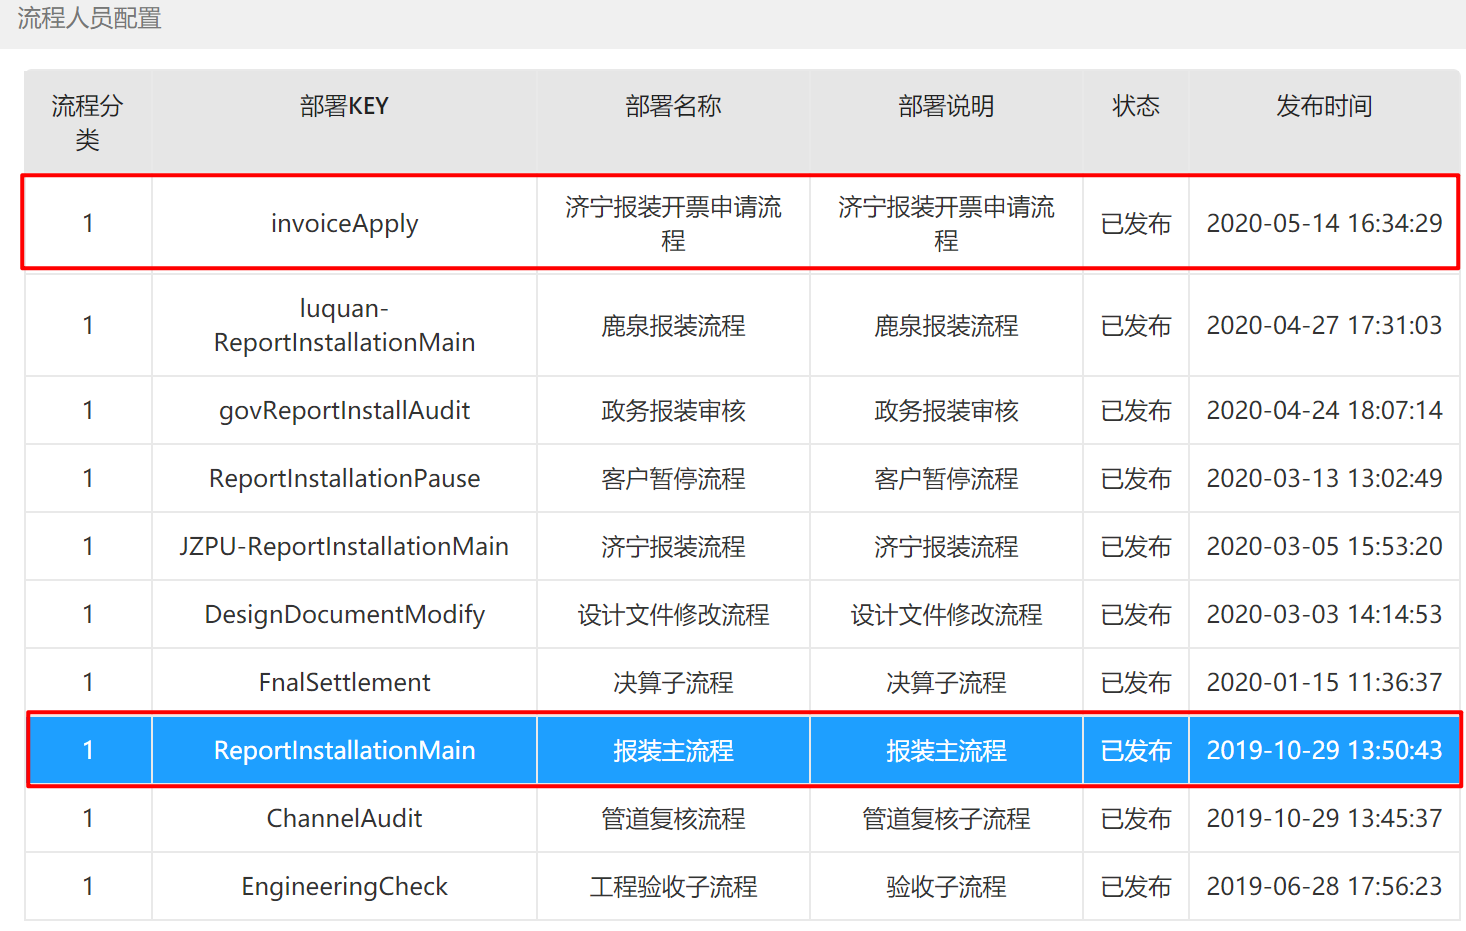 流程人员配置
流程分类 部署KEY 部署名称 部署说明 状态 发布时间
1 invoiceApply 济宁报装开票申请流程 济宁报装开票申请流程 已发布 2020-05-14 16:34:29
1 luquan-ReportInstallationMain 鹿泉报装流程 鹿泉报装流程 已发布 2020-04-27 17:31:03
1 govReportInstallAudit 政务报装审核 政务报装审核 已发布 2020-04-24 18:07:14
1 ReportInstallationPause 客户暂停流程 客户暂停流程 已发布 2020-03-13 13:02:49
1 JZPU-ReportInstallationMain 济宁报装流程 济宁报装流程 已发布 2020-03-05 15:53:20
1 DesignDocumentModify 设计文件修改流程 设计文件修改流程 已发布 2020-03-03 14:14:53
1 FnalSettlement 决算子流程 决算子流程 已发布 2020-01-15 11:36:37
1 ReportInstallationMain 报装主流程 报装主流程 已发布 2019-10-29 13:50:43
1 ChannelAudit 管道复核流程 管道复核子流程 已发布 2019-10-29 13:45:37
1 EngineeringCheck 工程验收子流程 验收子流程 已发布 2019-06-28 17:56:23